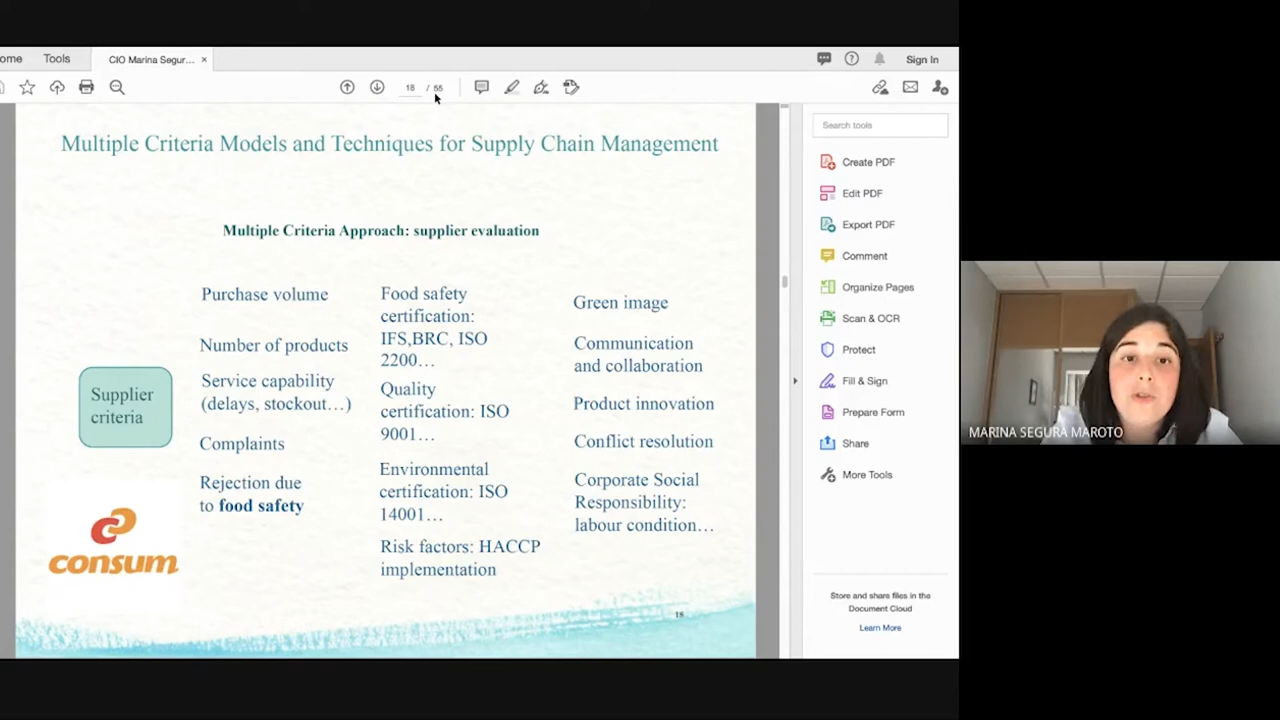 ome
Tools
CIO Marina Segur... ×
Sign In
18 / 55
Multiple Criteria Models and Techniques for Supply Chain Management
Multiple Criteria Approach: supplier evaluation
Supplier
criteria
consum
Purchase volume
Number of products
Service capability
(delays, stockout…)
Complaints
Rejection due
to food safety
Food safety
certification:
IFS,BRC, ISO
2200…
Quality
certification: ISO
9001…
Environmental
certification: ISO
14001…
Risk factors: HACCP
implementation
Green image
Communication
and collaboration
Product innovation
Conflict resolution
Corporate Social
Responsibility:
labour condition…
18
Search tools
Create PDF
Edit PDF
Export PDF
Comment
Organize Pages
Scan & OCR
Protect
Fill & Sign
Prepare Form
Share
More Tools
Store and share files in the
Document Cloud
Learn More
MARINA SEGURA MAROTO